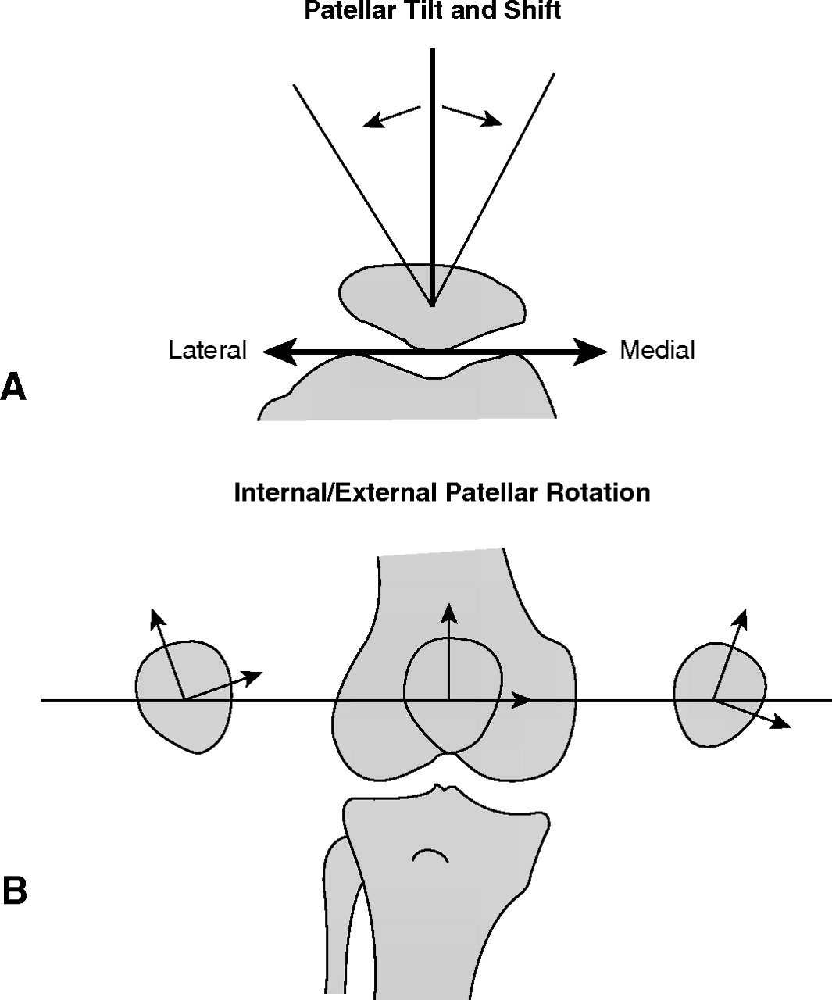 Patellar Tilt and Shift
Lateral
Medial
A
Internal/External Patellar Rotation
B